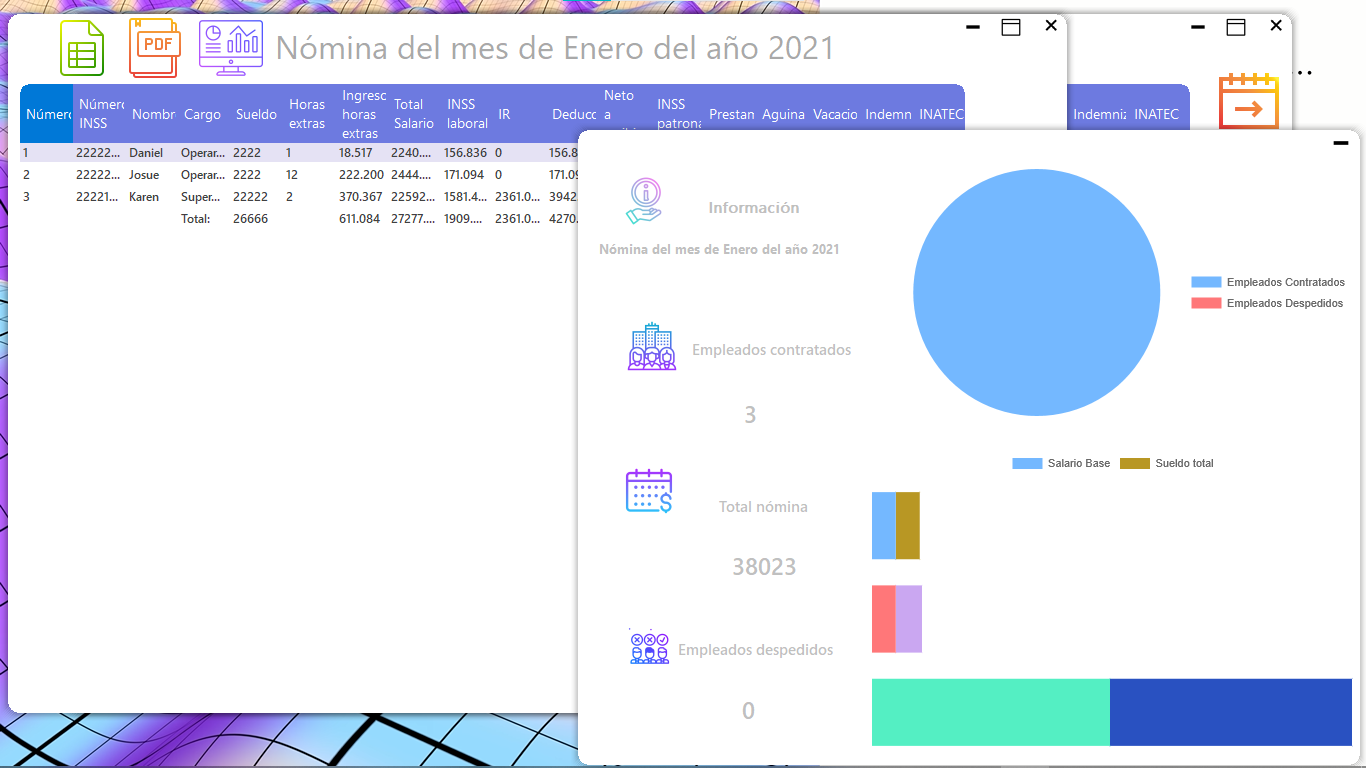 PDF
Nómina del mes de Enero del año 2021
Número Número INSS Nombr Cargo Sueldo Horas extras Ingresc horas extras Total Salario INSS laboral IR Deducc Neto a INSS patrona Prestan Aguina Vacacio Indemn INATEC
Indemniz INATEC
1 22222... Daniel Operar... 2222 1 18.517 2240.... 156.836 0 156.8
2 22222... Josue Operar... 2222 12 222.200 2444.... 171.094 0 171.09
3 22221... Karen Super... 22222 2 370.367 22592... 1581.4... 2361.0... 3942
Total: 26666 611.084 27277.... 1909.... 2361.0... 4270.
Información
Nómina del mes de Enero del año 2021
Empleados contratados
3
Total nómina
38023
Empleados despedidos
0
Empleados Contratados
Empleados Despedidos
Salario Base Sueldo total